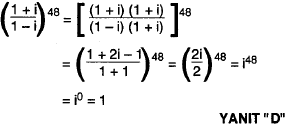 (1 + i / 1 − i)^48 = [(1 + i) (1 + i) / (1 − i) (1 + i)]^48
= (1 + 2i − 1 / 1 + 1)^48 = (2i / 2)^48 = i^48
= i^0 = 1
YANIT "D"